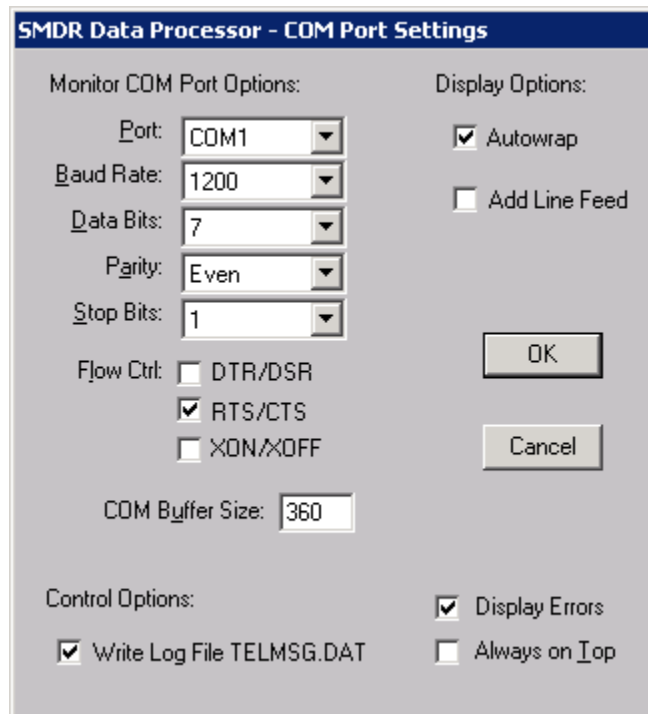 SMDR Data Processor - COM Port Settings
Monitor COM Port Options:
Port: COM1
Baud Rate: 1200
Data Bits: 7
Parity: Even
Stop Bits: 1
Flow Ctrl: DTR/DSR
RTS/CTS
XON/XOFF
COM Buffer Size: 360
Display Options:
Autowrap
Add Line Feed
OK
Cancel
Control Options:
Write Log File TELMSG.DAT
Display Errors
Always on Top